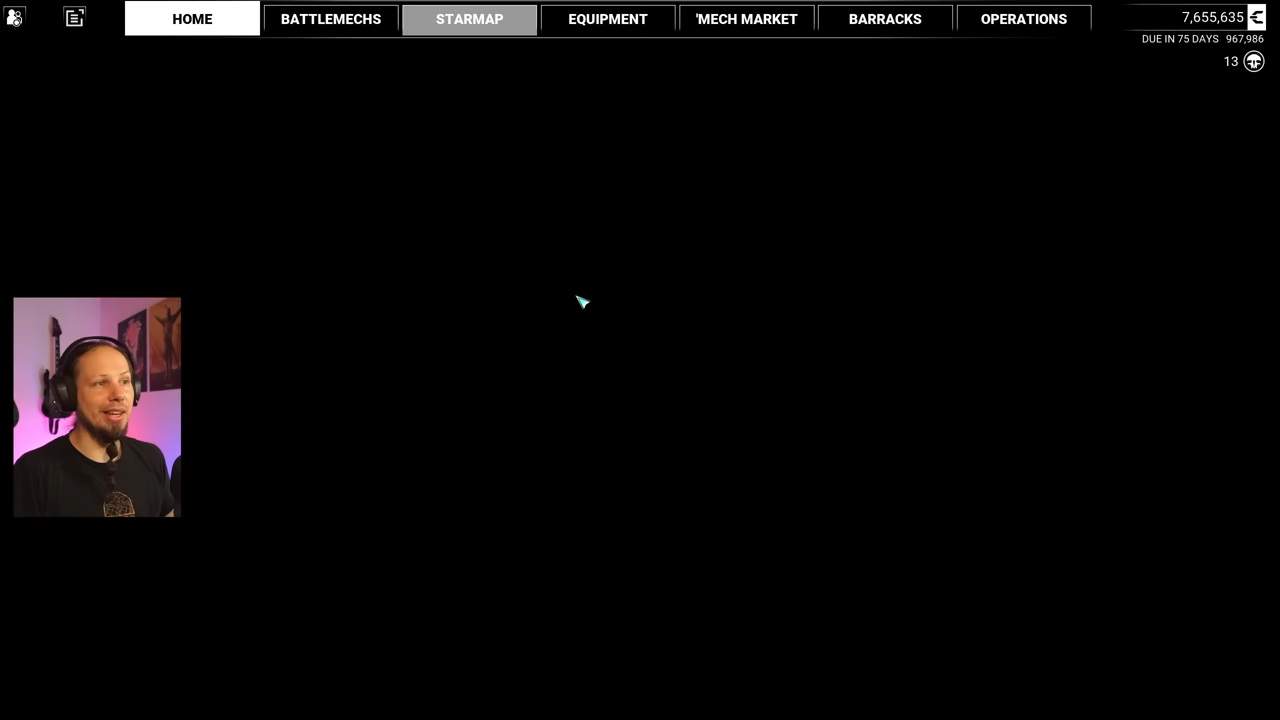 HOME
BATTLEMECHS
STARMAP
EQUIPMENT
'MECH MARKET
BARRACKS
OPERATIONS
7,655,635
DUE IN 75 DAYS 967,986
13